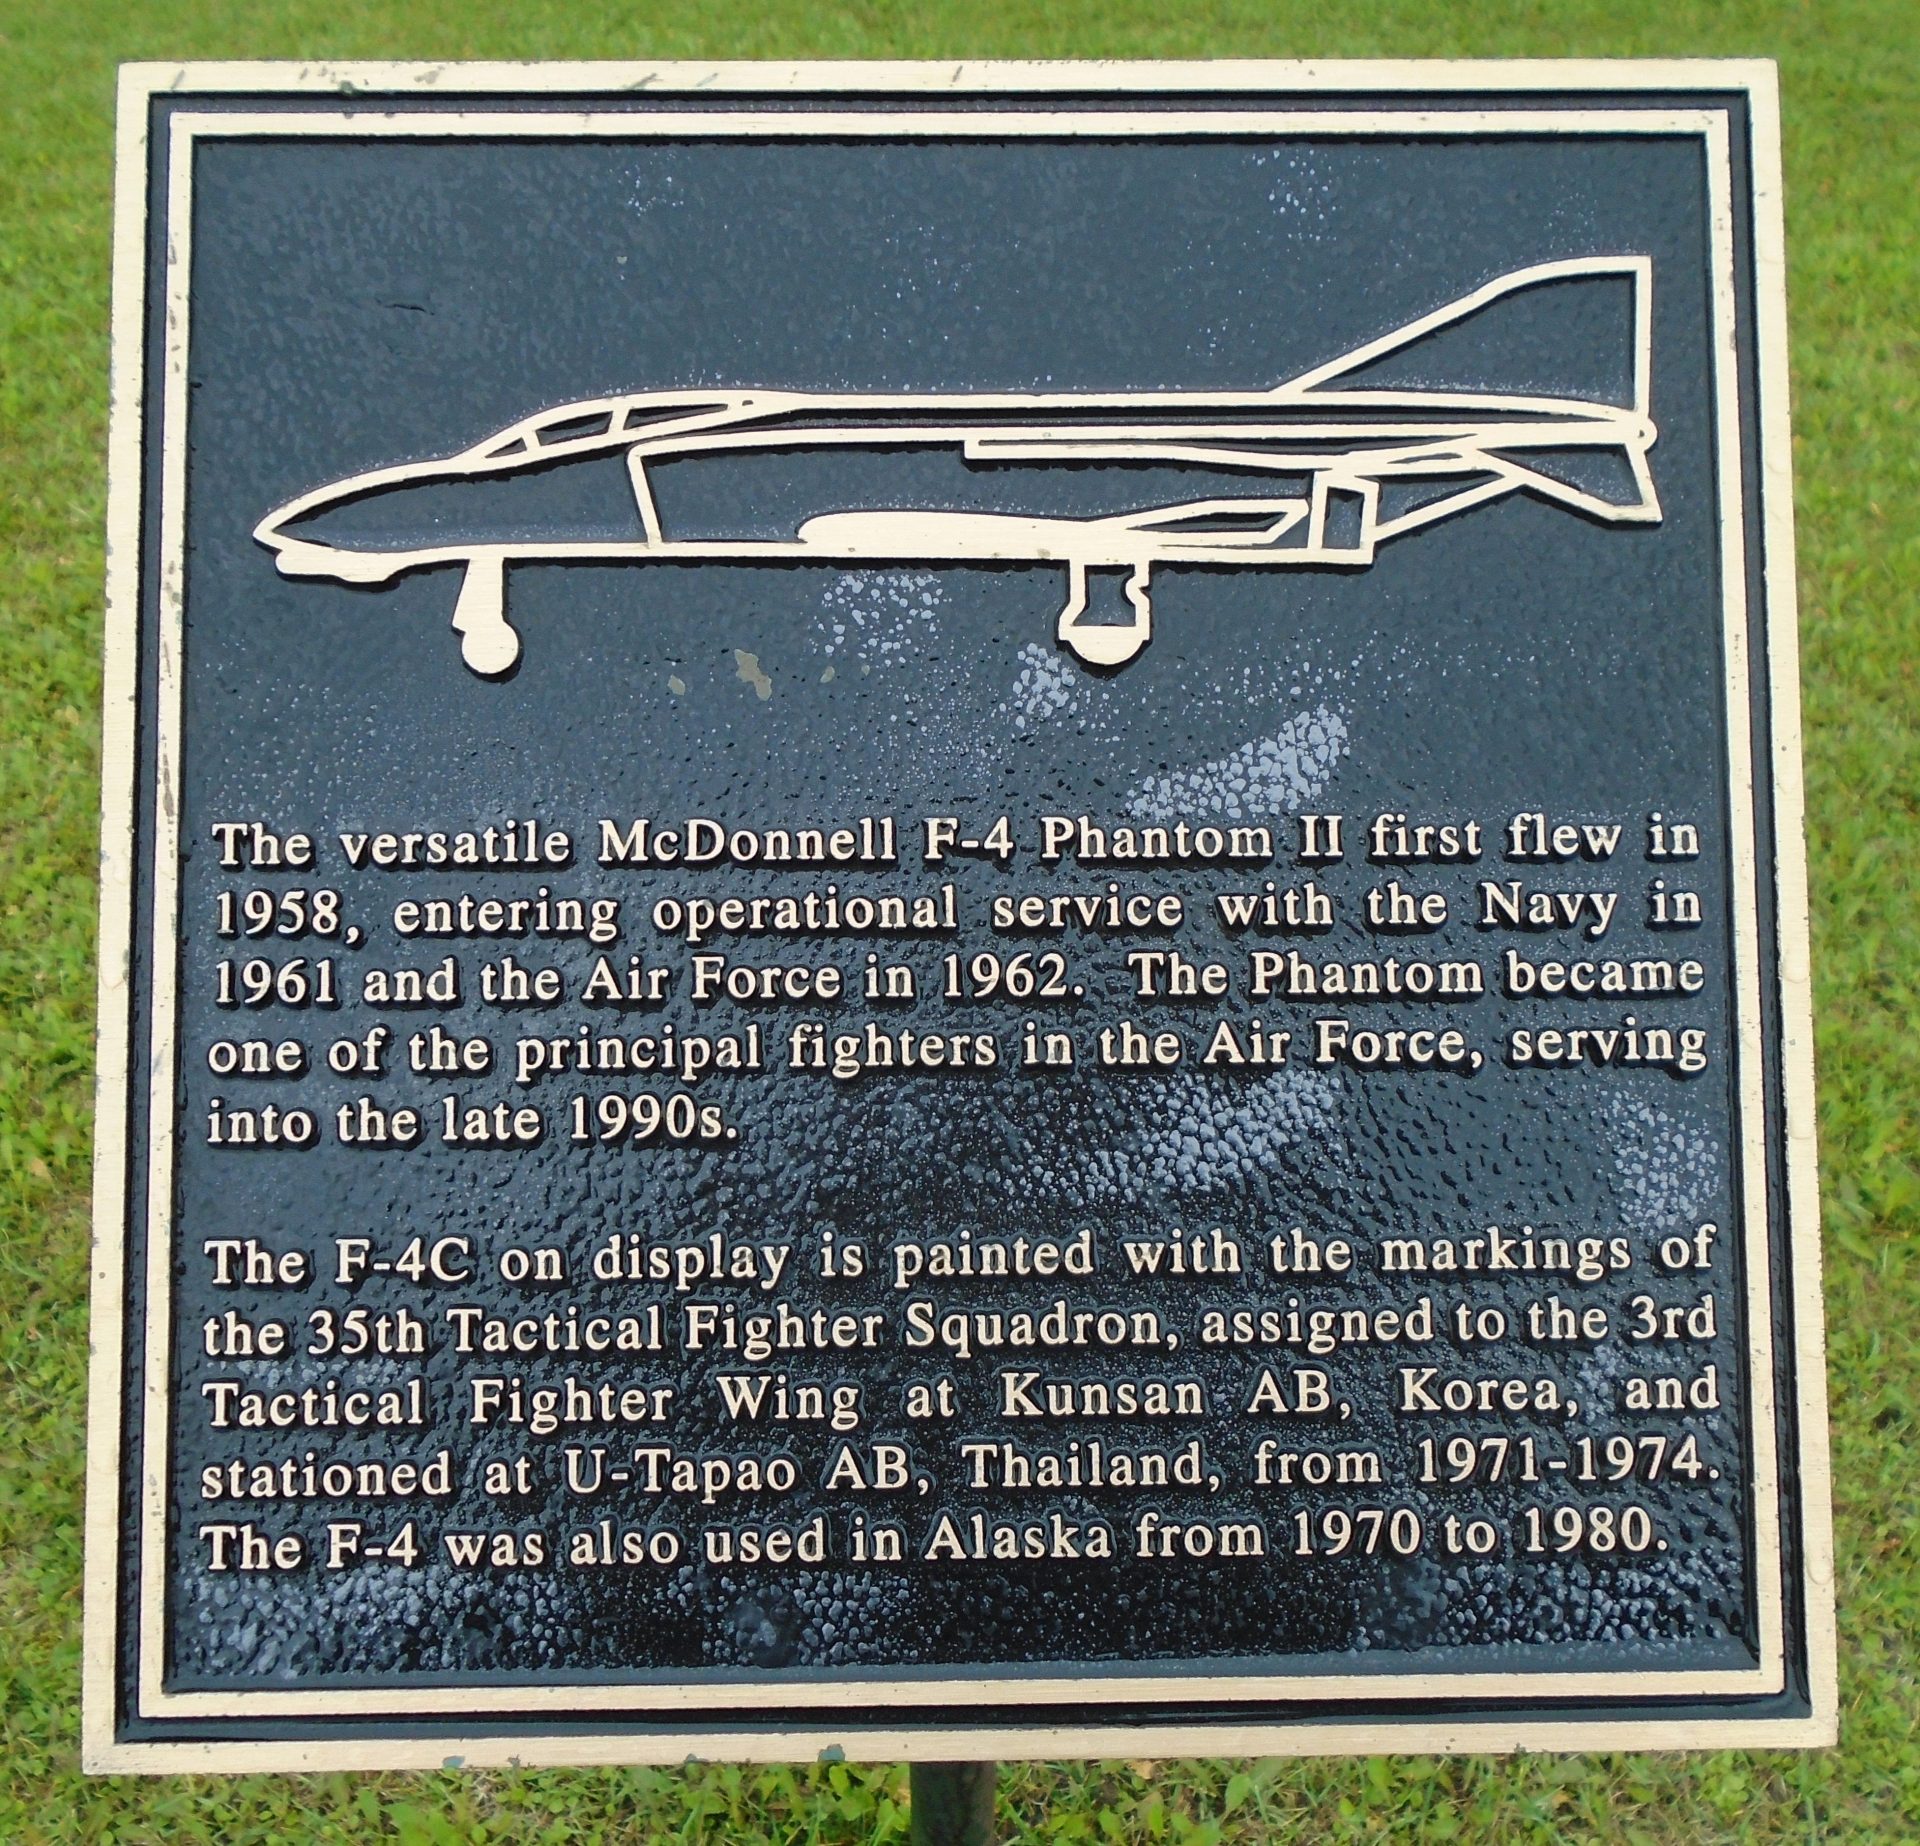 The versatile McDonnell F-4 Phantom II first flew in
1958, entering operational service with the Navy in
1961 and the Air Force in 1962. The Phantom became
one of the principal fighters in the Air Force, serving
into the late 1990s.
The F-4C on display is painted with the markings of
the 35th Tactical Fighter Squadron, assigned to the 3rd
Tactical Fighter Wing at Kunsan AB, Korea, and
stationed at U-Tapao AB, Thailand, from 1971-1974.
The F-4 was also used in Alaska from 1970 to 1980.